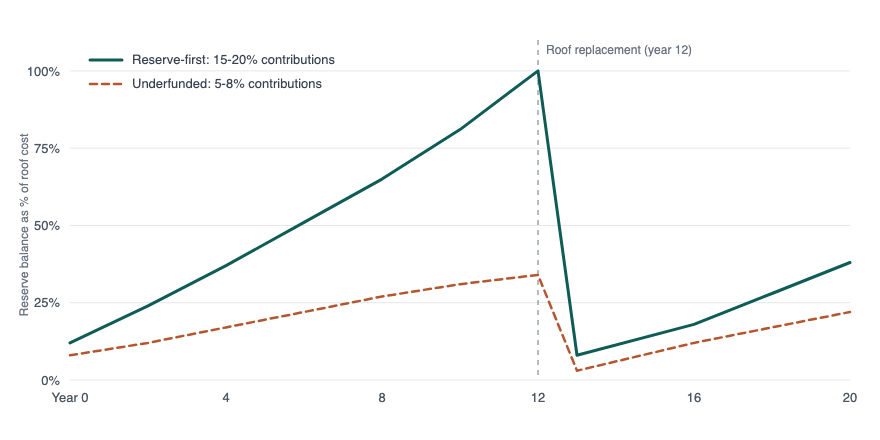 Roof replacement (year 12)
Reserve-first: 15-20% contributions
Underfunded: 5-8% contributions
Reserve balance as % of roof cost
100%
75%
50%
25%
0%
Year 0 4 8 12 16 20